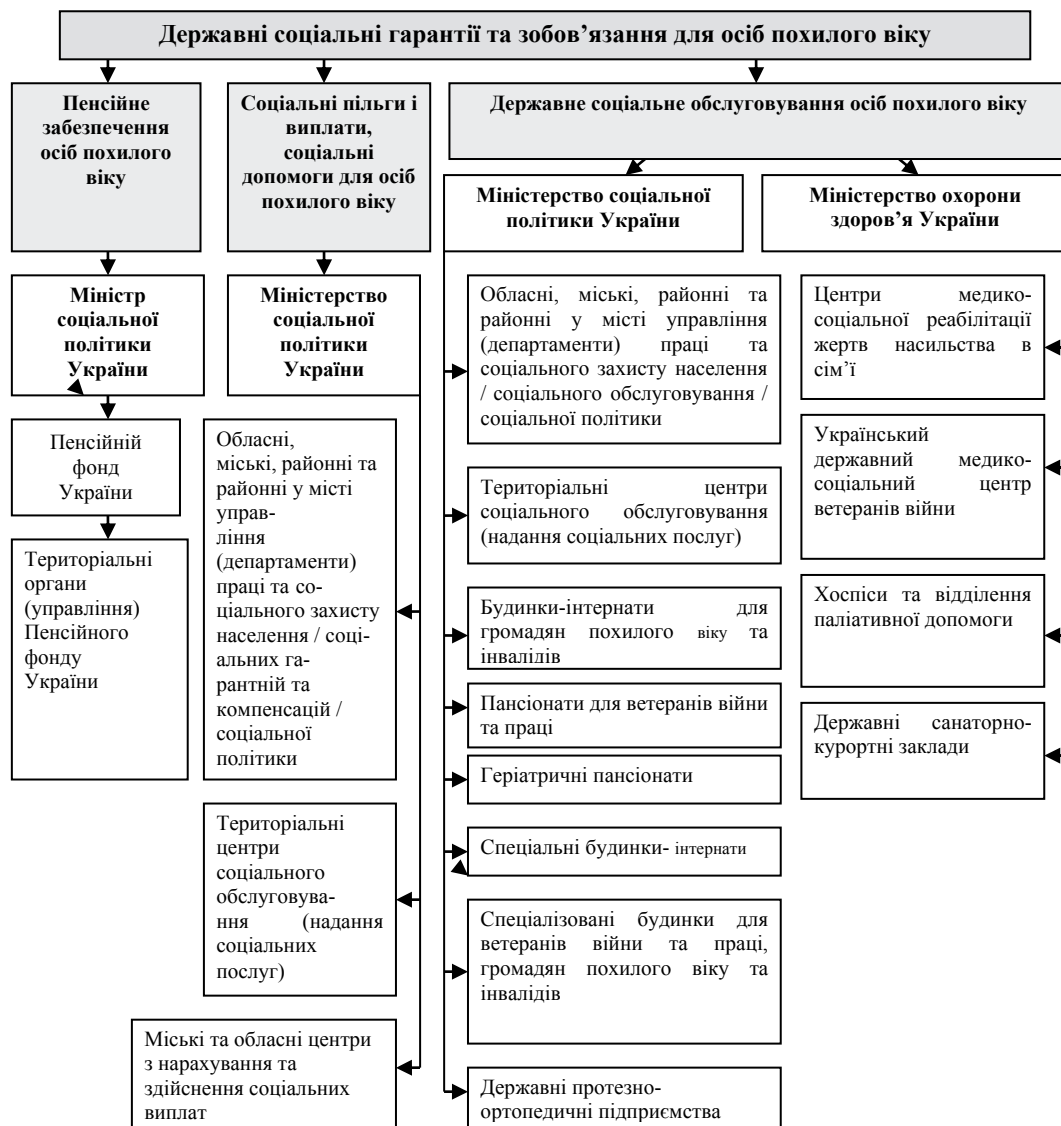 Державні соціальні гарантії та зобов’язання для осіб похилого віку
Пенсійне
забезпечення
осіб похилого
віку
Соціальні пільги і
виплати,
соціальні
допомоги для осіб
похилого віку
Державне соціальне обслуговування осіб похилого віку
Міністерство соціальної
політики України
Міністерство охорони
здоров’я України
Міністр
соціальної
політики
України
Пенсійній
фонд
України
Територіальні
органи
(управління)
Пенсійного
фонду
України
Міністерство
соціальної
політики
України
Обласні,
міські, районні та
районні у місті
управ-
ління
(департаменти)
праці та со-
ціального захисту
населення / соці-
альних га-
рантній та
компенсацій /
соціальної
політики
Територіальні
центри
соціального
обслуговува-
ння (надання
соціальних
послуг)
Міські та обласні центри
з нарахування та
здійснення соціальних
виплат
Обласні, міські, районні та
районні у місті управління
(департаменти) праці та
соціального захисту населення
/ соціального обслуговування /
соціальної політики
Територіальні центри
соціального обслуговування
(надання соціальних послуг)
Будинки-інтернати для
громадян похилого віку та
інвалідів
Пансіонати для ветеранів війни
та праці
Геріатричні пансіонати
Спеціальні будинки- інтернати
Спеціалізовані будинки для
ветеранів війни та праці,
громадян похилого віку та
інвалідів
Державні протезно-
ортопедичні підприємства
Центри медико-
соціальної реабілітації
жертв насильства в
сім’ї
Український
державний медико-
соціальний центр
ветеранів війни
Хоспіси та відділення
паліативної допомоги
Державні санаторно-
курортні заклади